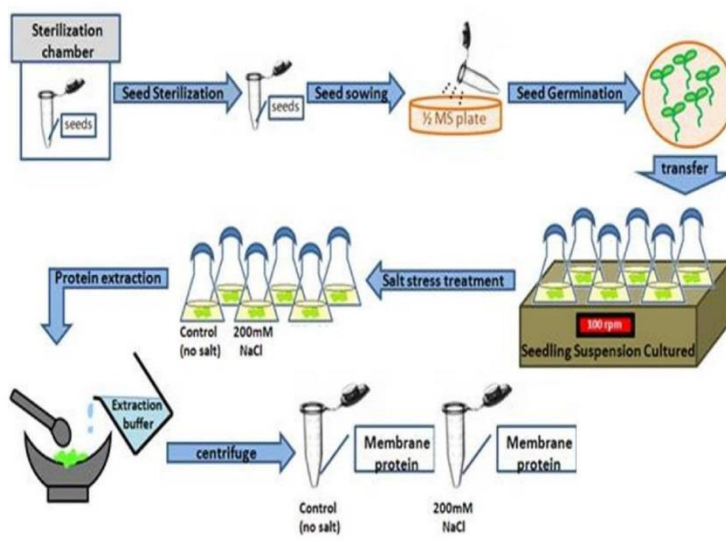 Sterilization
chamber
seeds
Seed Sterilization
seeds
Seed sowing
½ MS plate
Seed Germination
transfer
100 rpm
Seedling Suspension Cultured
Salt stress treatment
Control
(no salt)
200mM
NaCl
Protein extraction
Extraction
buffer
centrifuge
Membrane
protein
Control
(no salt)
Membrane
protein
200mM
NaCl